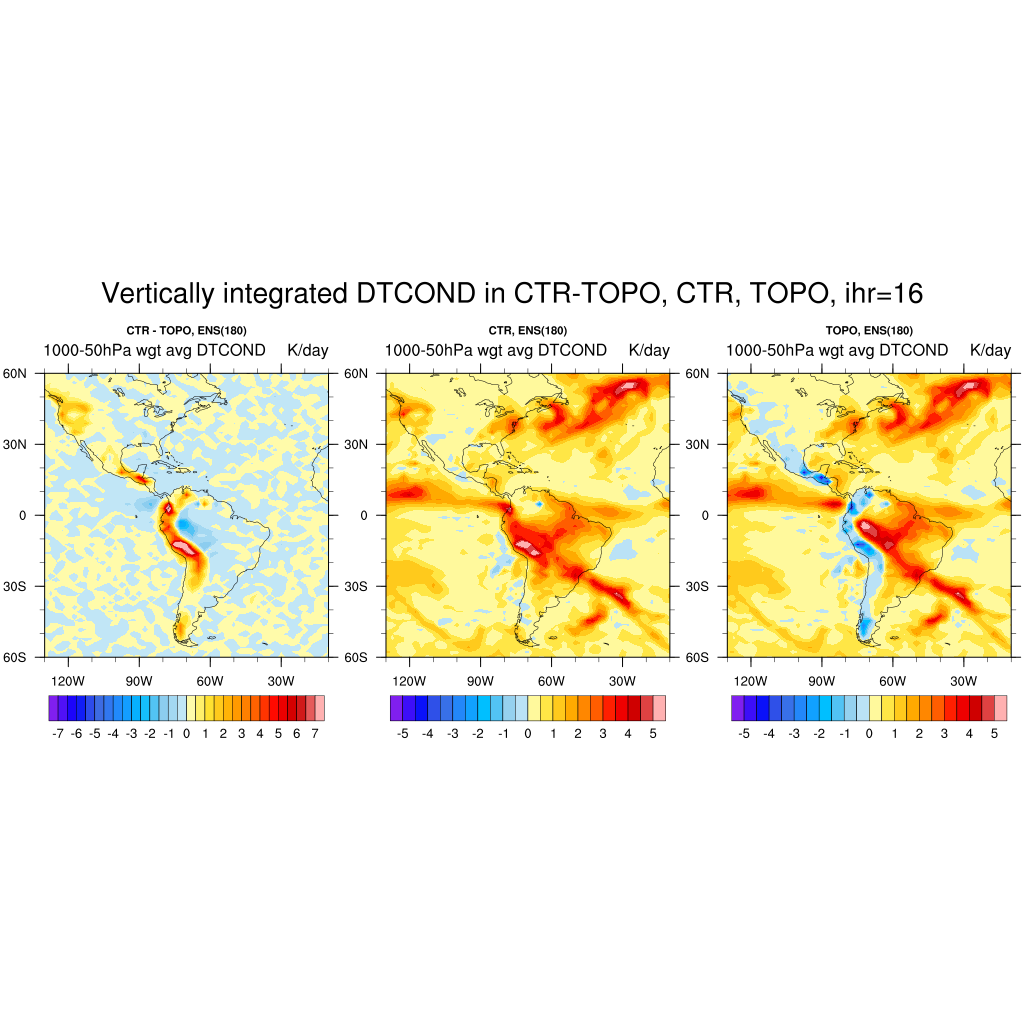 Vertically integrated DTCOND in CTR-TOPO, CTR, TOPO, ihr=16
CTR - TOPO, ENS(180)
1000-50hPa wgt avg DTCOND K/day
60N
30N
0
30S
60S
120W 90W 60W 30W
-7 -6 -5 -4 -3 -2 -1 0 1 2 3 4 5 6 7
CTR, ENS(180)
1000-50hPa wgt avg DTCOND K/day
60N
30N
0
30S
60S
120W 90W 60W 30W
-5 -4 -3 -2 -1 0 1 2 3 4 5
TOPO, ENS(180)
1000-50hPa wgt avg DTCOND K/day
60N
30N
0
30S
60S
120W 90W 60W 30W
-5 -4 -3 -2 -1 0 1 2 3 4 5